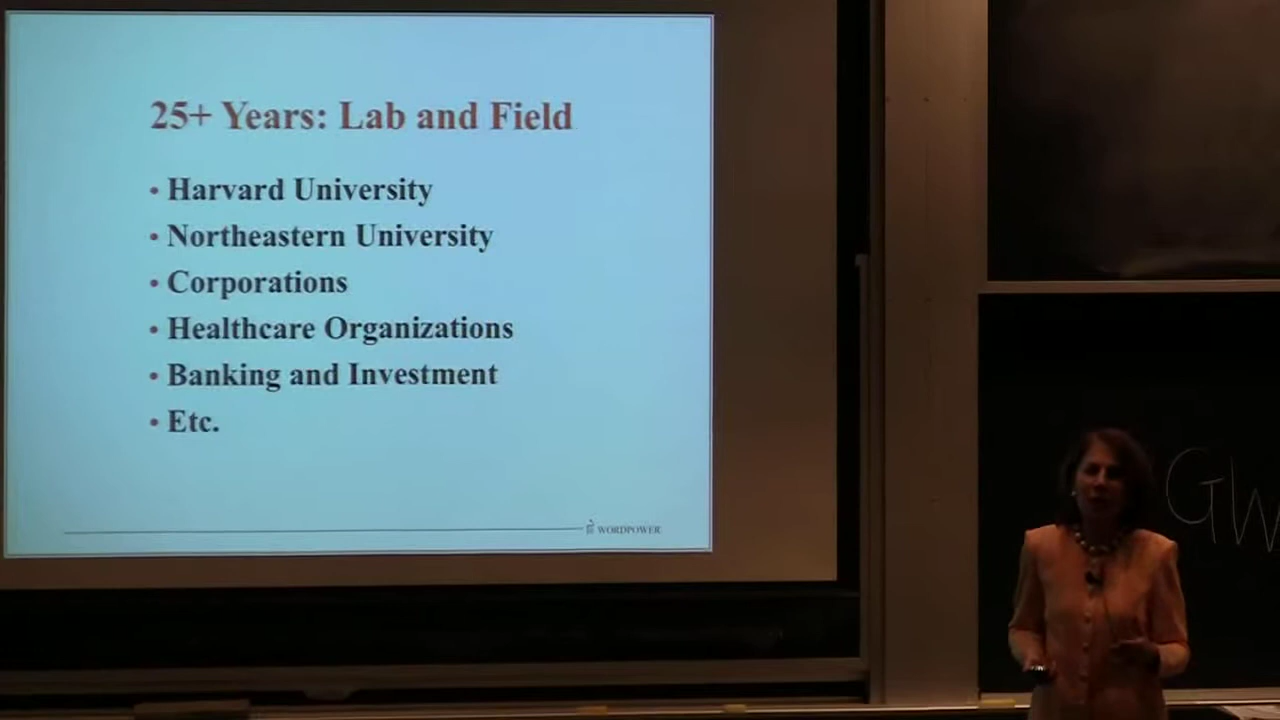 25+ Years: Lab and Field
• Harvard University
• Northeastern University
• Corporations
• Healthcare Organizations
• Banking and Investment
• Etc.
WORDPOWER